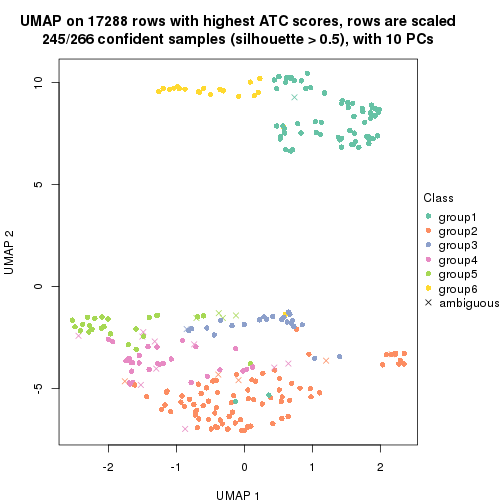 UMAP on 17288 rows with highest ATC scores, rows are scaled
245/266 confident samples (silhouette > 0.5), with 10 PCs
10
5
0
-5
UMAP 2
-2
-1
0
1
2
UMAP 1
Class
group1
group2
group3
group4
group5
group6
ambiguous